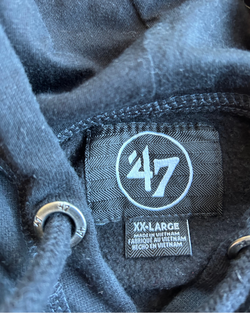 '47
XX-LARGE
MADE IN VIETNAM
FABRIQUÉ AU VIETNAM
HECHO EN VIETNAM